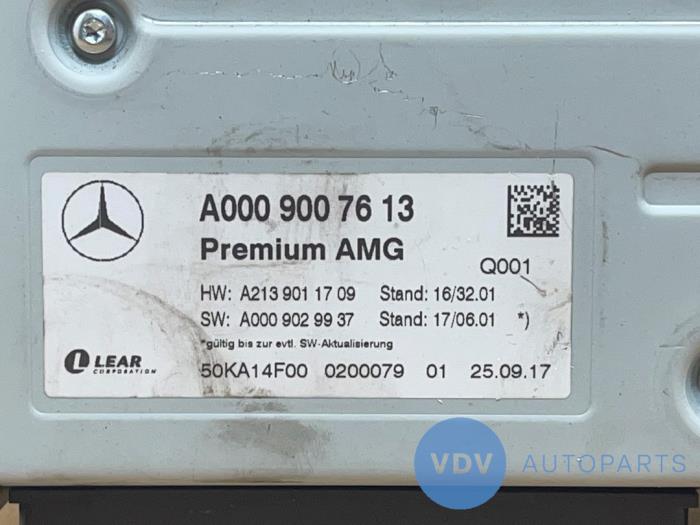 A000 900 76 13
Premium AMG
Q001
HW: A213 901 17 09 Stand: 16/32.01
SW: A000 902 99 37 Stand: 17/06.01 *)
*gültig bis zur evtl. SW-Aktualisierung
LEAR
CORPORATION
50KA14F00 0200079 01 25.09.17
VDV AUTOPARTS